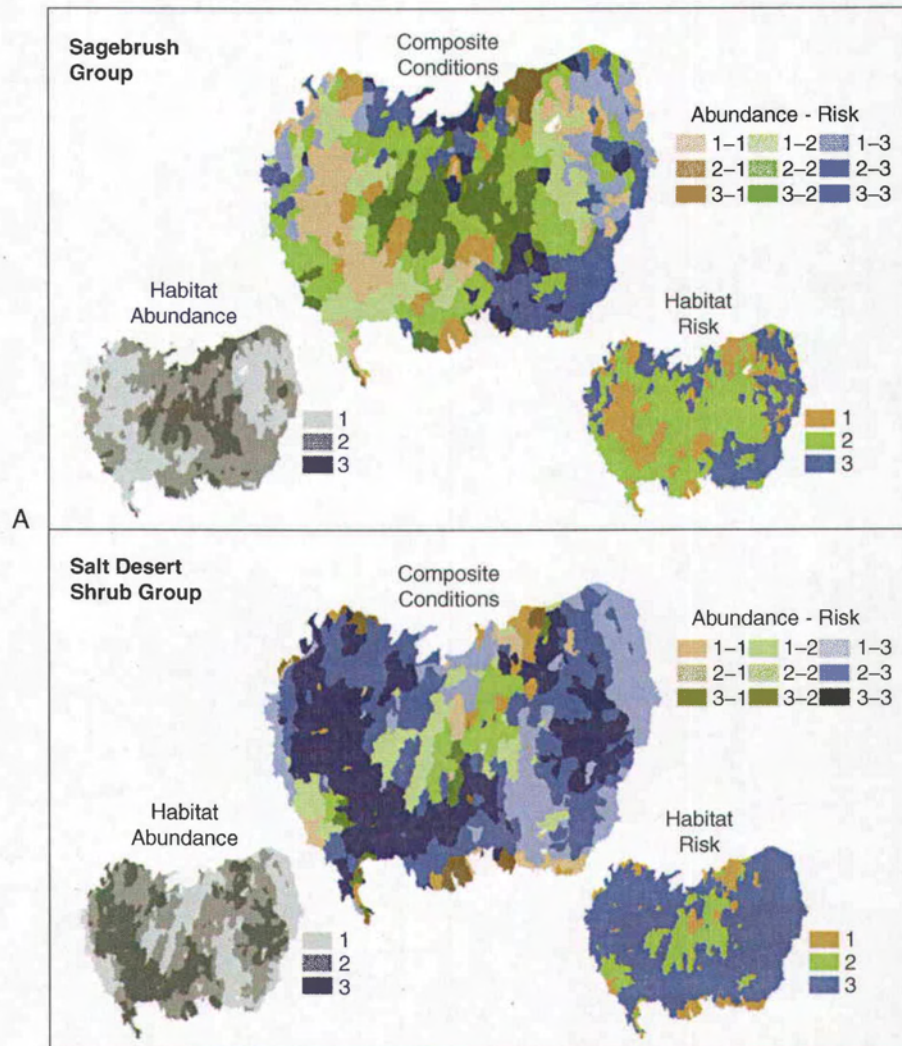 Sagebrush
Group
Composite
Conditions
Abundance - Risk
1–1 1–2 1–3
2–1 2–2 2–3
3–1 3–2 3–3
Habitat
Abundance
1
2
3
Habitat
Risk
1
2
3
A
Salt Desert
Shrub Group
Composite
Conditions
Abundance - Risk
1–1 1–2 1–3
2–1 2–2 2–3
3–1 3–2 3–3
Habitat
Abundance
1
2
3
Habitat
Risk
1
2
3